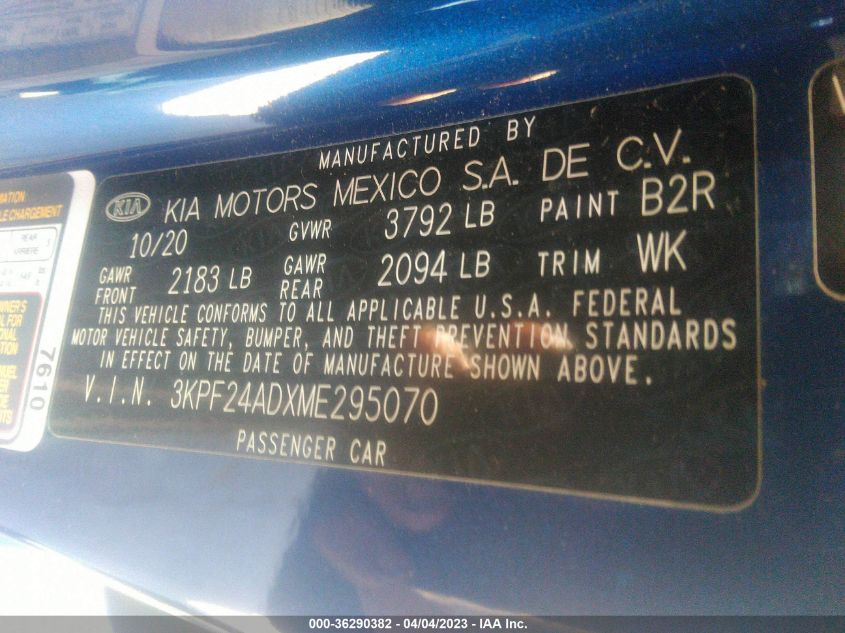 MANUFACTURED BY
KIA KIA MOTORS MEXICO S.A. DE C.V.
10/20 GVWR 3792 LB PAINT B2R
GAWR FRONT 2183 LB GAWR REAR 2094 LB TRIM WK
THIS VEHICLE CONFORMS TO ALL APPLICABLE U.S.A. FEDERAL
MOTOR VEHICLE SAFETY, BUMPER, AND THEFT PREVENTION STANDARDS
IN EFFECT ON THE DATE OF MANUFACTURE SHOWN ABOVE.
V.I.N. 3KPF24ADXME295070
PASSENGER CAR
REAR
ARRIERE
7610
000-36290382 - 04/04/2023 - IAA Inc.